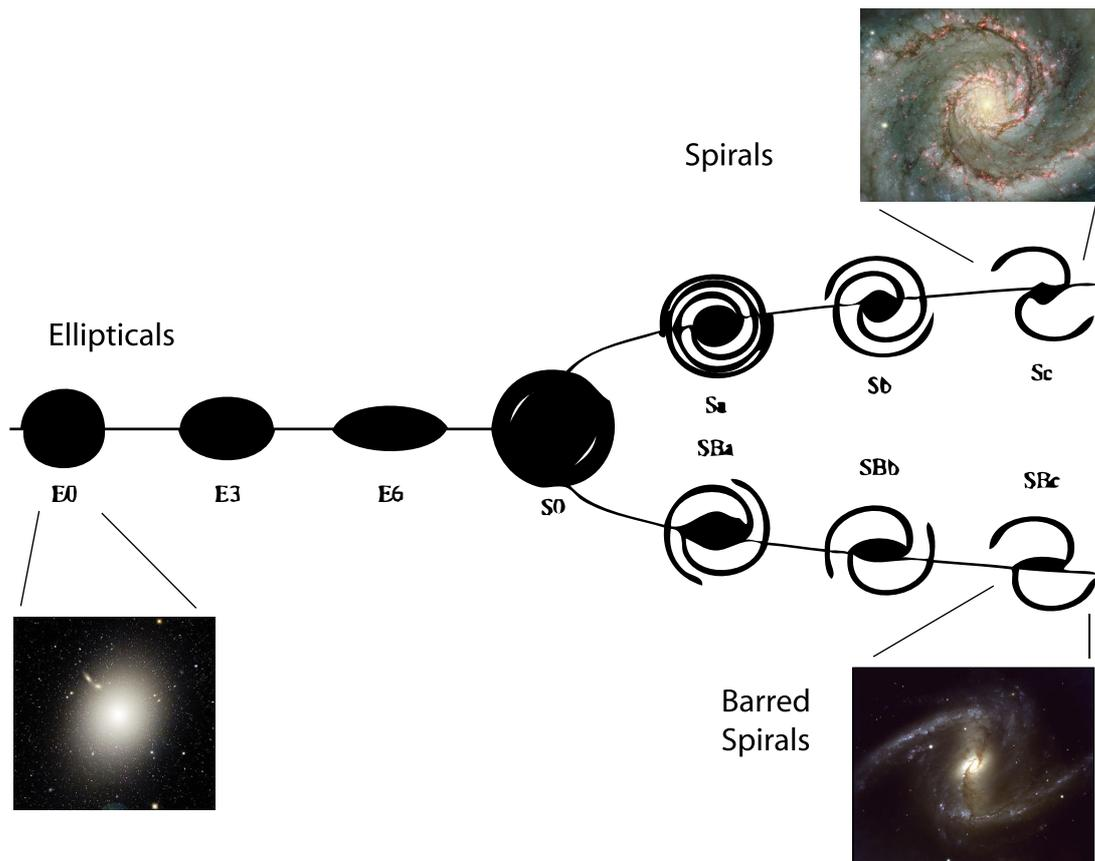 Spirals
Ellipticals
Sa
Sb
Sc
E0
E3
E6
S0
SBa
SBb
SBc
Barred
Spirals